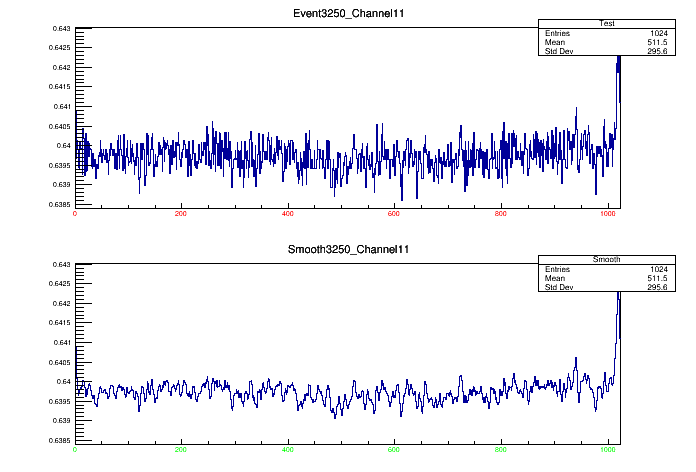 Event3250_Channel11
Test
Entries 1024
Mean 511.5
Std Dev 295.6
0.643
0.6425
0.642
0.6415
0.641
0.6405
0.64
0.6395
0.639
0.6385
0 200 400 600 800 1000
Smooth3250_Channel11
Smooth
Entries 1024
Mean 511.5
Std Dev 295.6
0.643
0.6425
0.642
0.6415
0.641
0.6405
0.64
0.6395
0.639
0.6385
0 200 400 600 800 1000